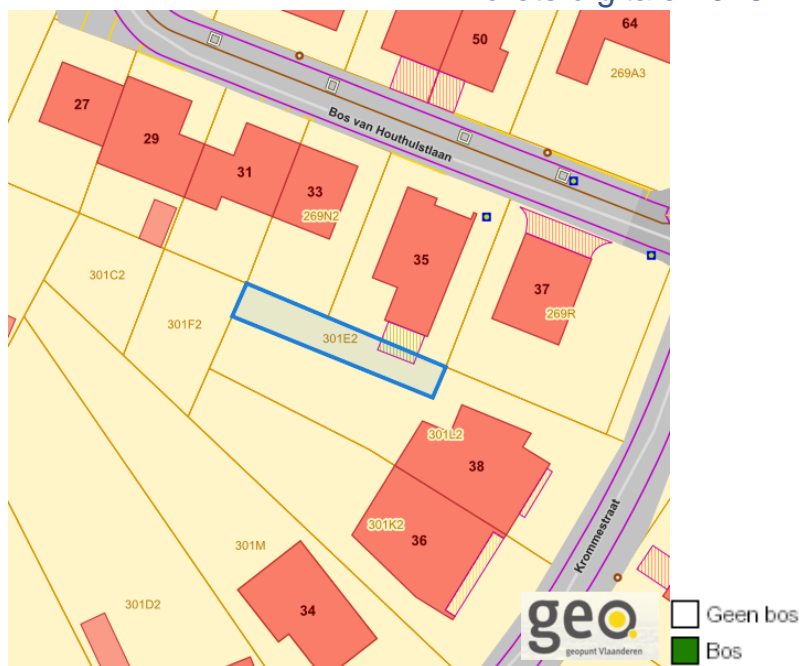 50
64
269A3
27
29
31
33
269N2
Bos van Houthulstlaan
35
37
269R
301C2
301F2
301E2
301L2
38
301K2
36
Krommestraat
301M
34
301D2
geo.
geopunt Vlaanderen
Geen bos
Bos